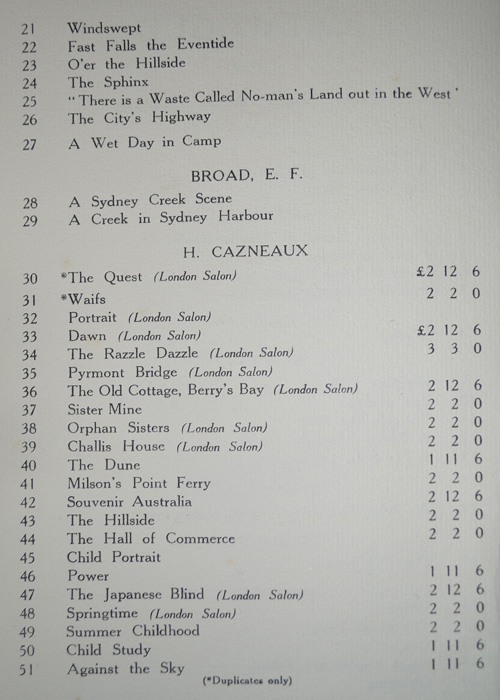 21 Windswept
22 Fast Falls the Eventide
23 O'er the Hillside
24 The Sphinx
25 "There is a Waste Called No-man's Land out in the West'
26 The City's Highway
27 A Wet Day in Camp
BROAD, E. F.
28 A Sydney Creek Scene
29 A Creek in Sydney Harbour
H. CAZNEAUX
30 *The Quest (London Salon) £2 12 6
31 *Waifs 2 2 0
32 Portrait (London Salon)
33 Dawn (London Salon) £2 12 6
34 The Razzle Dazzle (London Salon) 3 3 0
35 Pyrmont Bridge (London Salon)
36 The Old Cottage, Berry's Bay (London Salon) 2 12 6
37 Sister Mine 2 2 0
38 Orphan Sisters (London Salon) 2 2 0
39 Challis House (London Salon) 2 2 0
40 The Dune 1 11 6
41 Milson's Point Ferry 2 2 0
42 Souvenir Australia 2 12 6
43 The Hillside 2 2 0
44 The Hall of Commerce 2 2 0
45 Child Portrait
46 Power 1 11 6
47 The Japanese Blind (London Salon) 2 12 6
48 Springtime (London Salon) 2 2 0
49 Summer Childhood 2 2 0
50 Child Study 1 11 6
51 Against the Sky 1 11 6
(*Duplicates only)